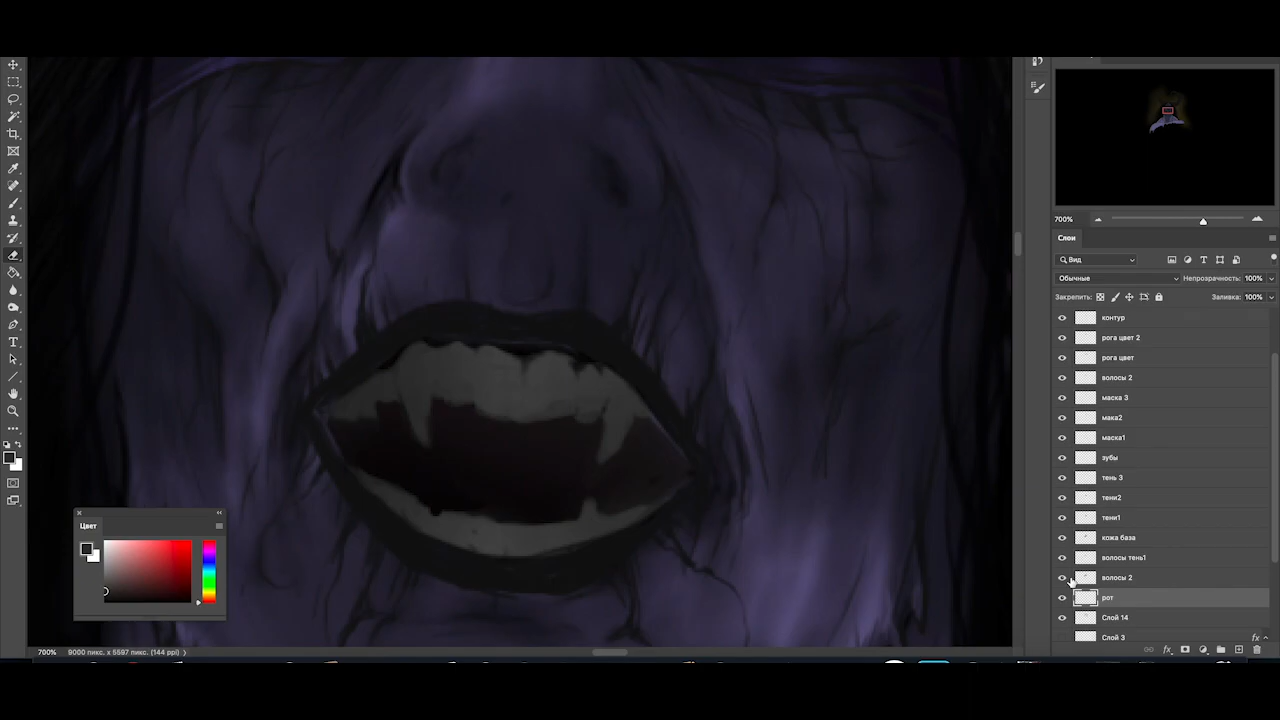 700%
Слои
Вид
Обычные
Непрозрачность: 100%
Закрепить:
Заливка: 100%
контур
рога цвет 2
рога цвет
волосы 2
маска 3
мака2
маска1
зубы
тень 3
тени2
тени1
кожа база
волосы тень1
волосы 2
рот
Слой 14
Слой 3
fx
Цвет
700%
9000 пикс. x 5597 пикс. (144 ppi)
fx